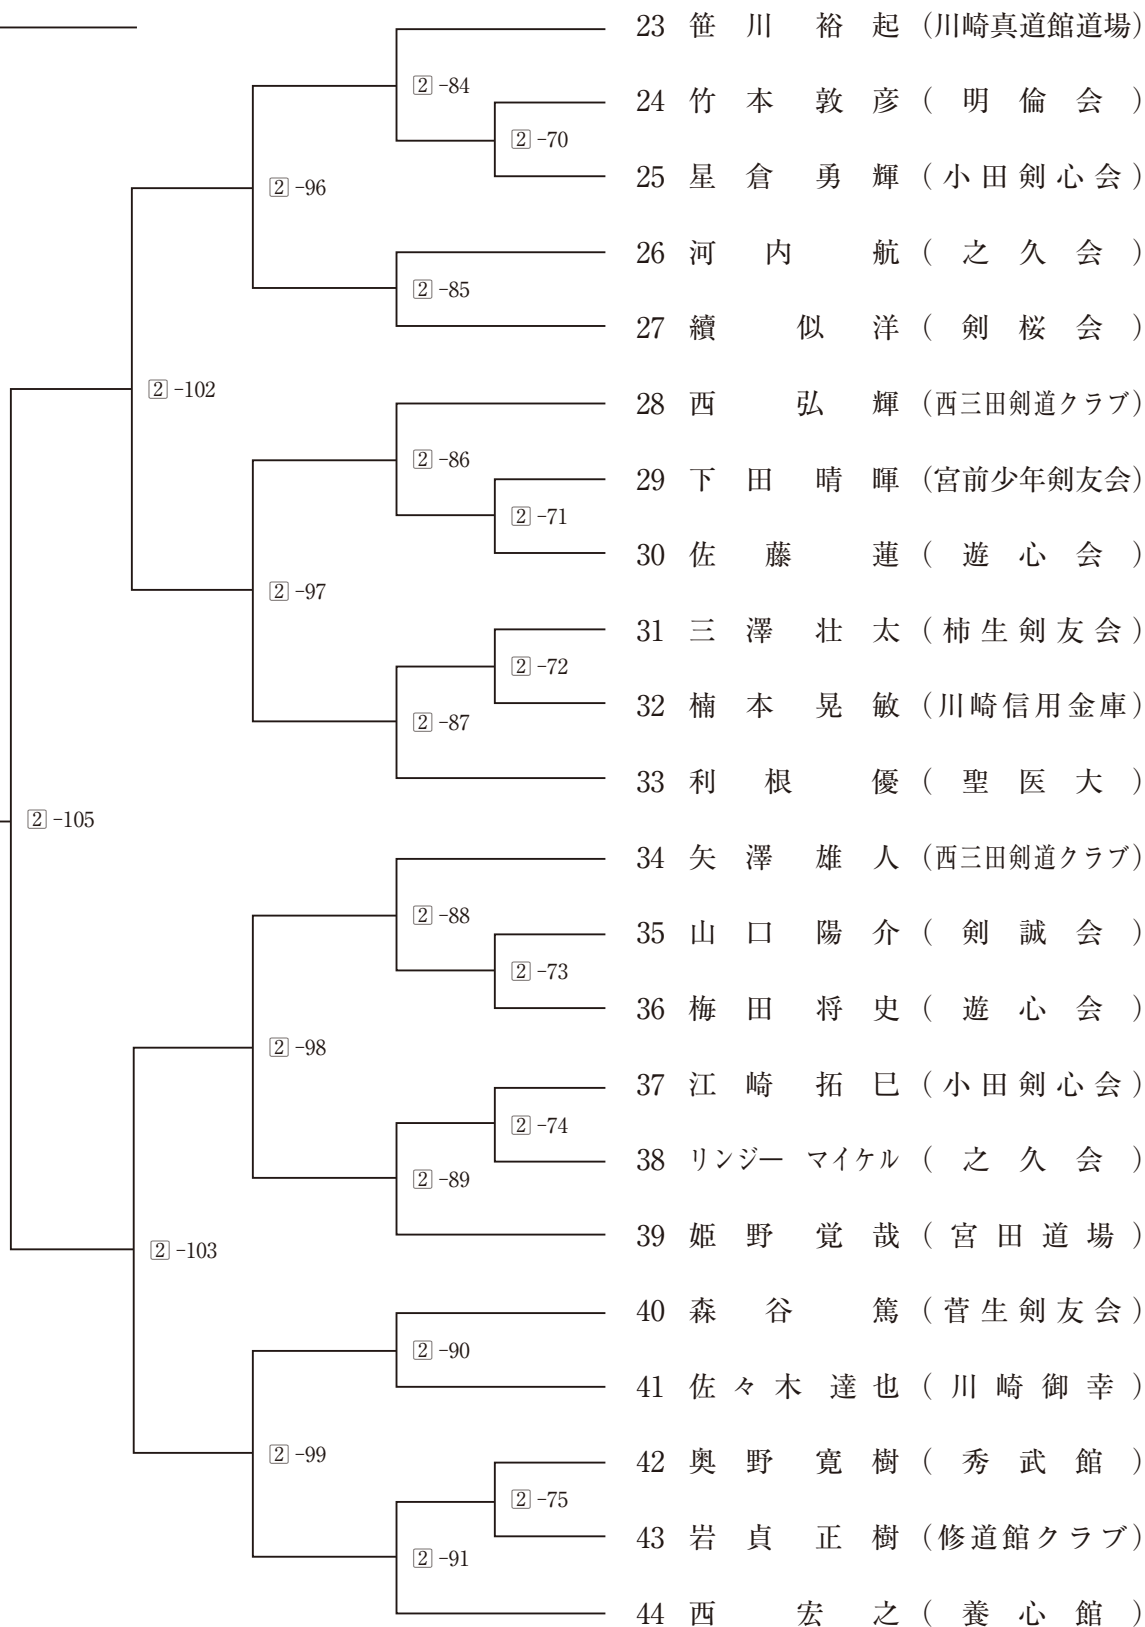 23 笹川 裕起 (川崎真道館道場)
2-84
24 竹本 敦彦 (明倫会)
2-70
25 星倉 勇輝 (小田剣心会)
2-96
26 河内 航 (之久会)
2-85
27 續 似洋 (剣桜会)
2-102
28 西 弘輝 (西三田剣道クラブ)
2-86
29 下田 晴暉 (宮前少年剣友会)
2-71
30 佐藤 蓮 (遊心会)
2-97
31 三澤 壮太 (柿生剣友会)
2-72
32 楠本 晃敏 (川崎信用金庫)
2-87
33 利根 優 (聖医大)
2-105
34 矢澤 雄人 (西三田剣道クラブ)
2-88
35 山口 陽介 (剣誠会)
2-73
36 梅田 将史 (遊心会)
2-98
37 江崎 拓巳 (小田剣心会)
2-74
38 リンジー マイケル (之久会)
2-89
39 姫野 覚哉 (宮田道場)
2-103
40 森谷 篤 (菅生剣友会)
2-90
41 佐々木 達也 (川崎御幸)
2-99
42 奥野 寛樹 (秀武館)
2-75
43 岩貞 正樹 (修道館クラブ)
2-91
44 西 宏之 (養心館)